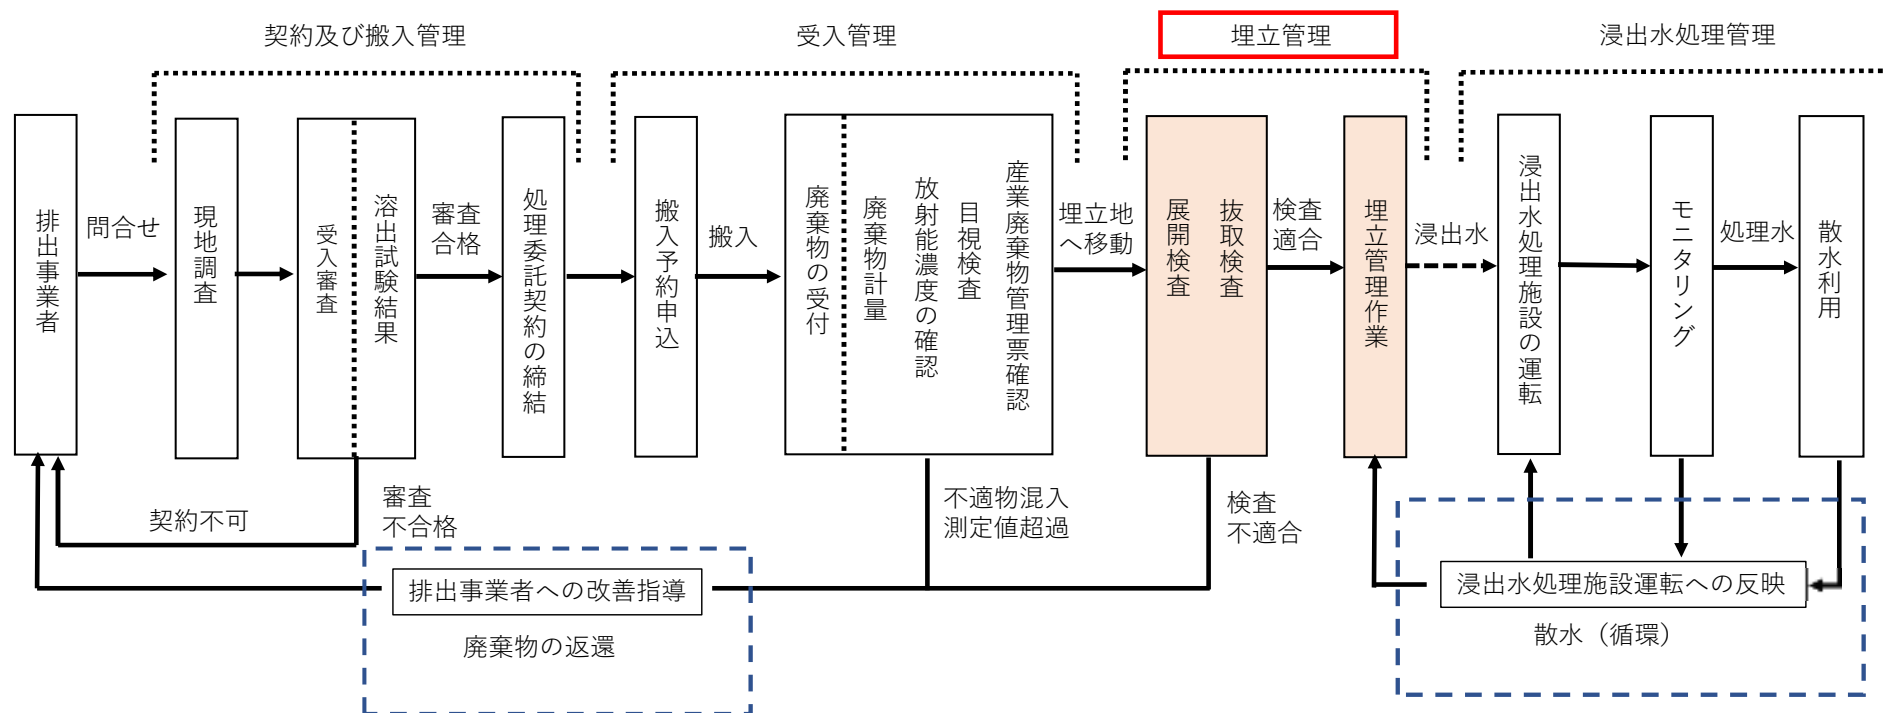 契約及び搬入管理
受入管理
埋立管理
浸出水処理管理
排出事業者
問合せ
現地調査
受入審査
溶出試験結果
審査
合格
処理委託契約の締結
搬入予約申込
搬入
廃棄物の受付
廃棄物計量
放射能濃度の確認
目視検査
産業廃棄物管理票確認
埋立地
へ移動
展開検査
抜取検査
検査
適合
埋立管理作業
浸出水
浸出水処理施設の運転
モニタリング
処理水
散水利用
契約不可
審査
不合格
不適物混入
測定値超過
検査
不適合
排出事業者への改善指導
廃棄物の返還
浸出水処理施設運転への反映
散水（循環）